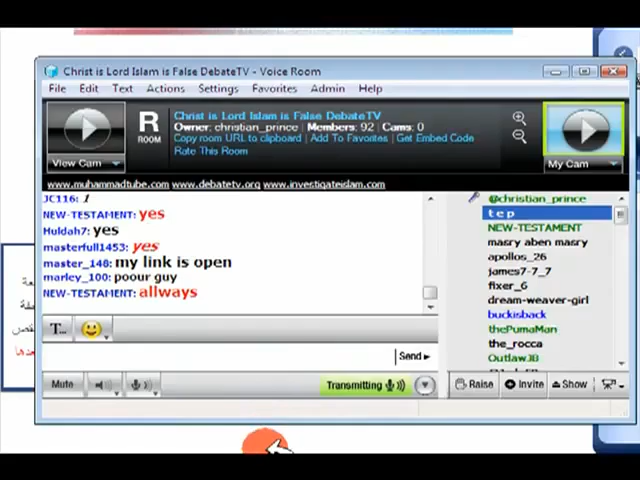 Christ is Lord Islam is False DebateTV - Voice Room
File Edit Text Actions Settings Favorites Admin Help
View Cam
R
ROOM
Christ is Lord Islam is False DebateTV
Owner: christian_prince | Members: 92 | Cams: 0
Copy room URL to clipboard | Add To Favorites | Get Embed Code
Rate This Room
My Cam
www.muhammadtube.com www.debatetv.org www.investigateislam.com
JC116: 1
NEW-TESTAMENT: yes
Huldah7: yes
masterfull1453: yes
master_148: my link is open
marley_100: poour guy
NEW-TESTAMENT: allways
@christian_prince
t e p
NEW-TESTAMENT
masry aben masry
apollos_26
james7-7_7
fixer_6
dream-weaver-girl
buckisback
thePumaMan
the_rocca
OutlawJB
T...
Send
Mute
Transmitting
Raise Invite Show